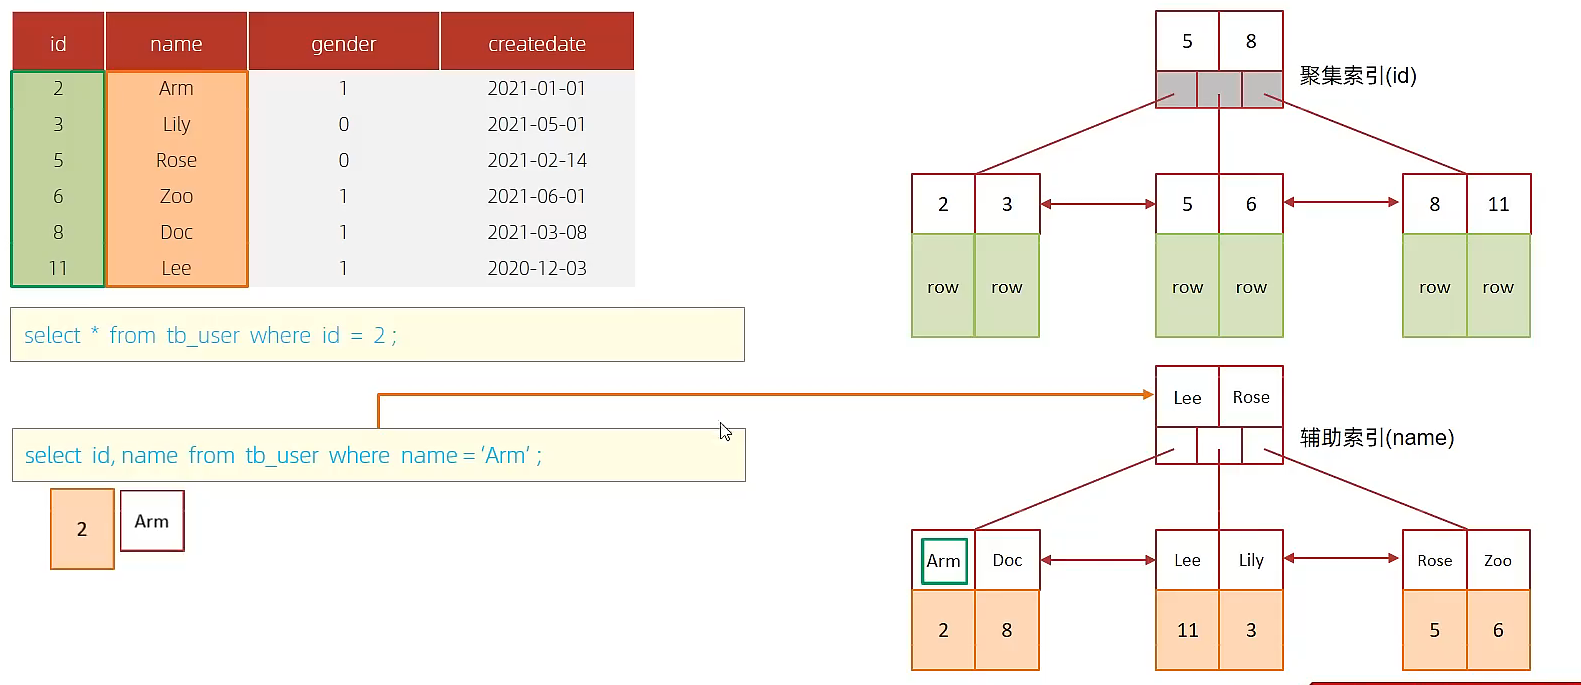 id name gender createdate
2 Arm 1 2021-01-01
3 Lily 0 2021-05-01
5 Rose 0 2021-02-14
6 Zoo 1 2021-06-01
8 Doc 1 2021-03-08
11 Lee 1 2020-12-03
select * from tb_user where id = 2 ;
select id, name from tb_user where name = ‘Arm’ ;
2 Arm
5 8
聚集索引(id)
2 3 5 6 8 11
row row row row row row
Lee Rose
辅助索引(name)
Arm Doc Lee Lily Rose Zoo
2 8 11 3 5 6